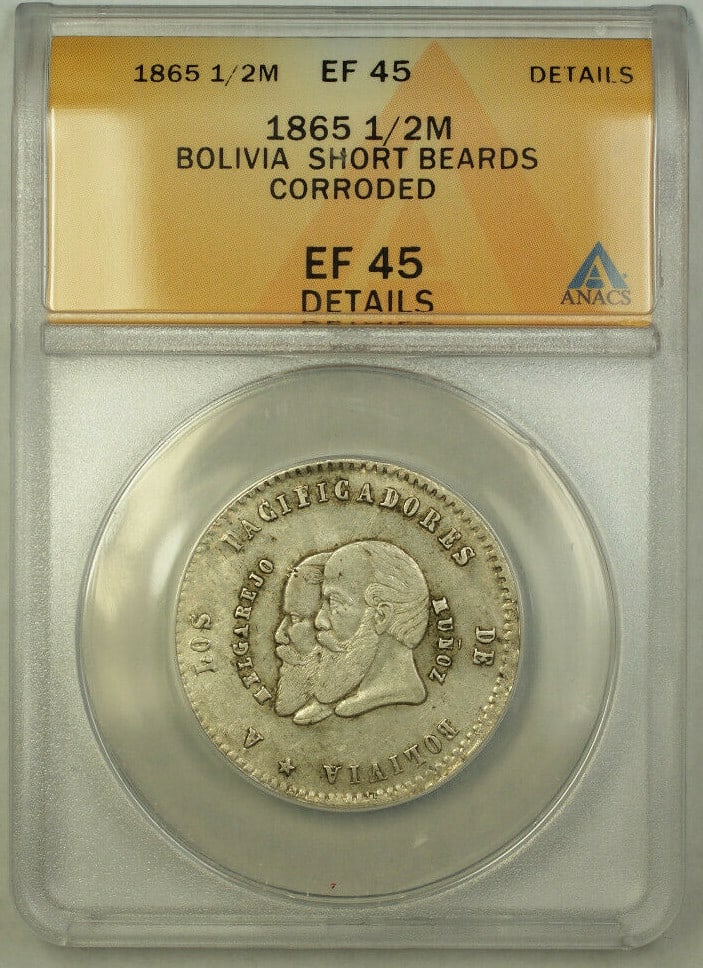 1865 1/2M EF 45 DETAILS
1865 1/2M
BOLIVIA SHORT BEARDS
CORRODED
EF 45
DETAILS
ANACS
A LOS PACIFICADORES DE BOLIVIA
MELGAREJO
MUÑOZ